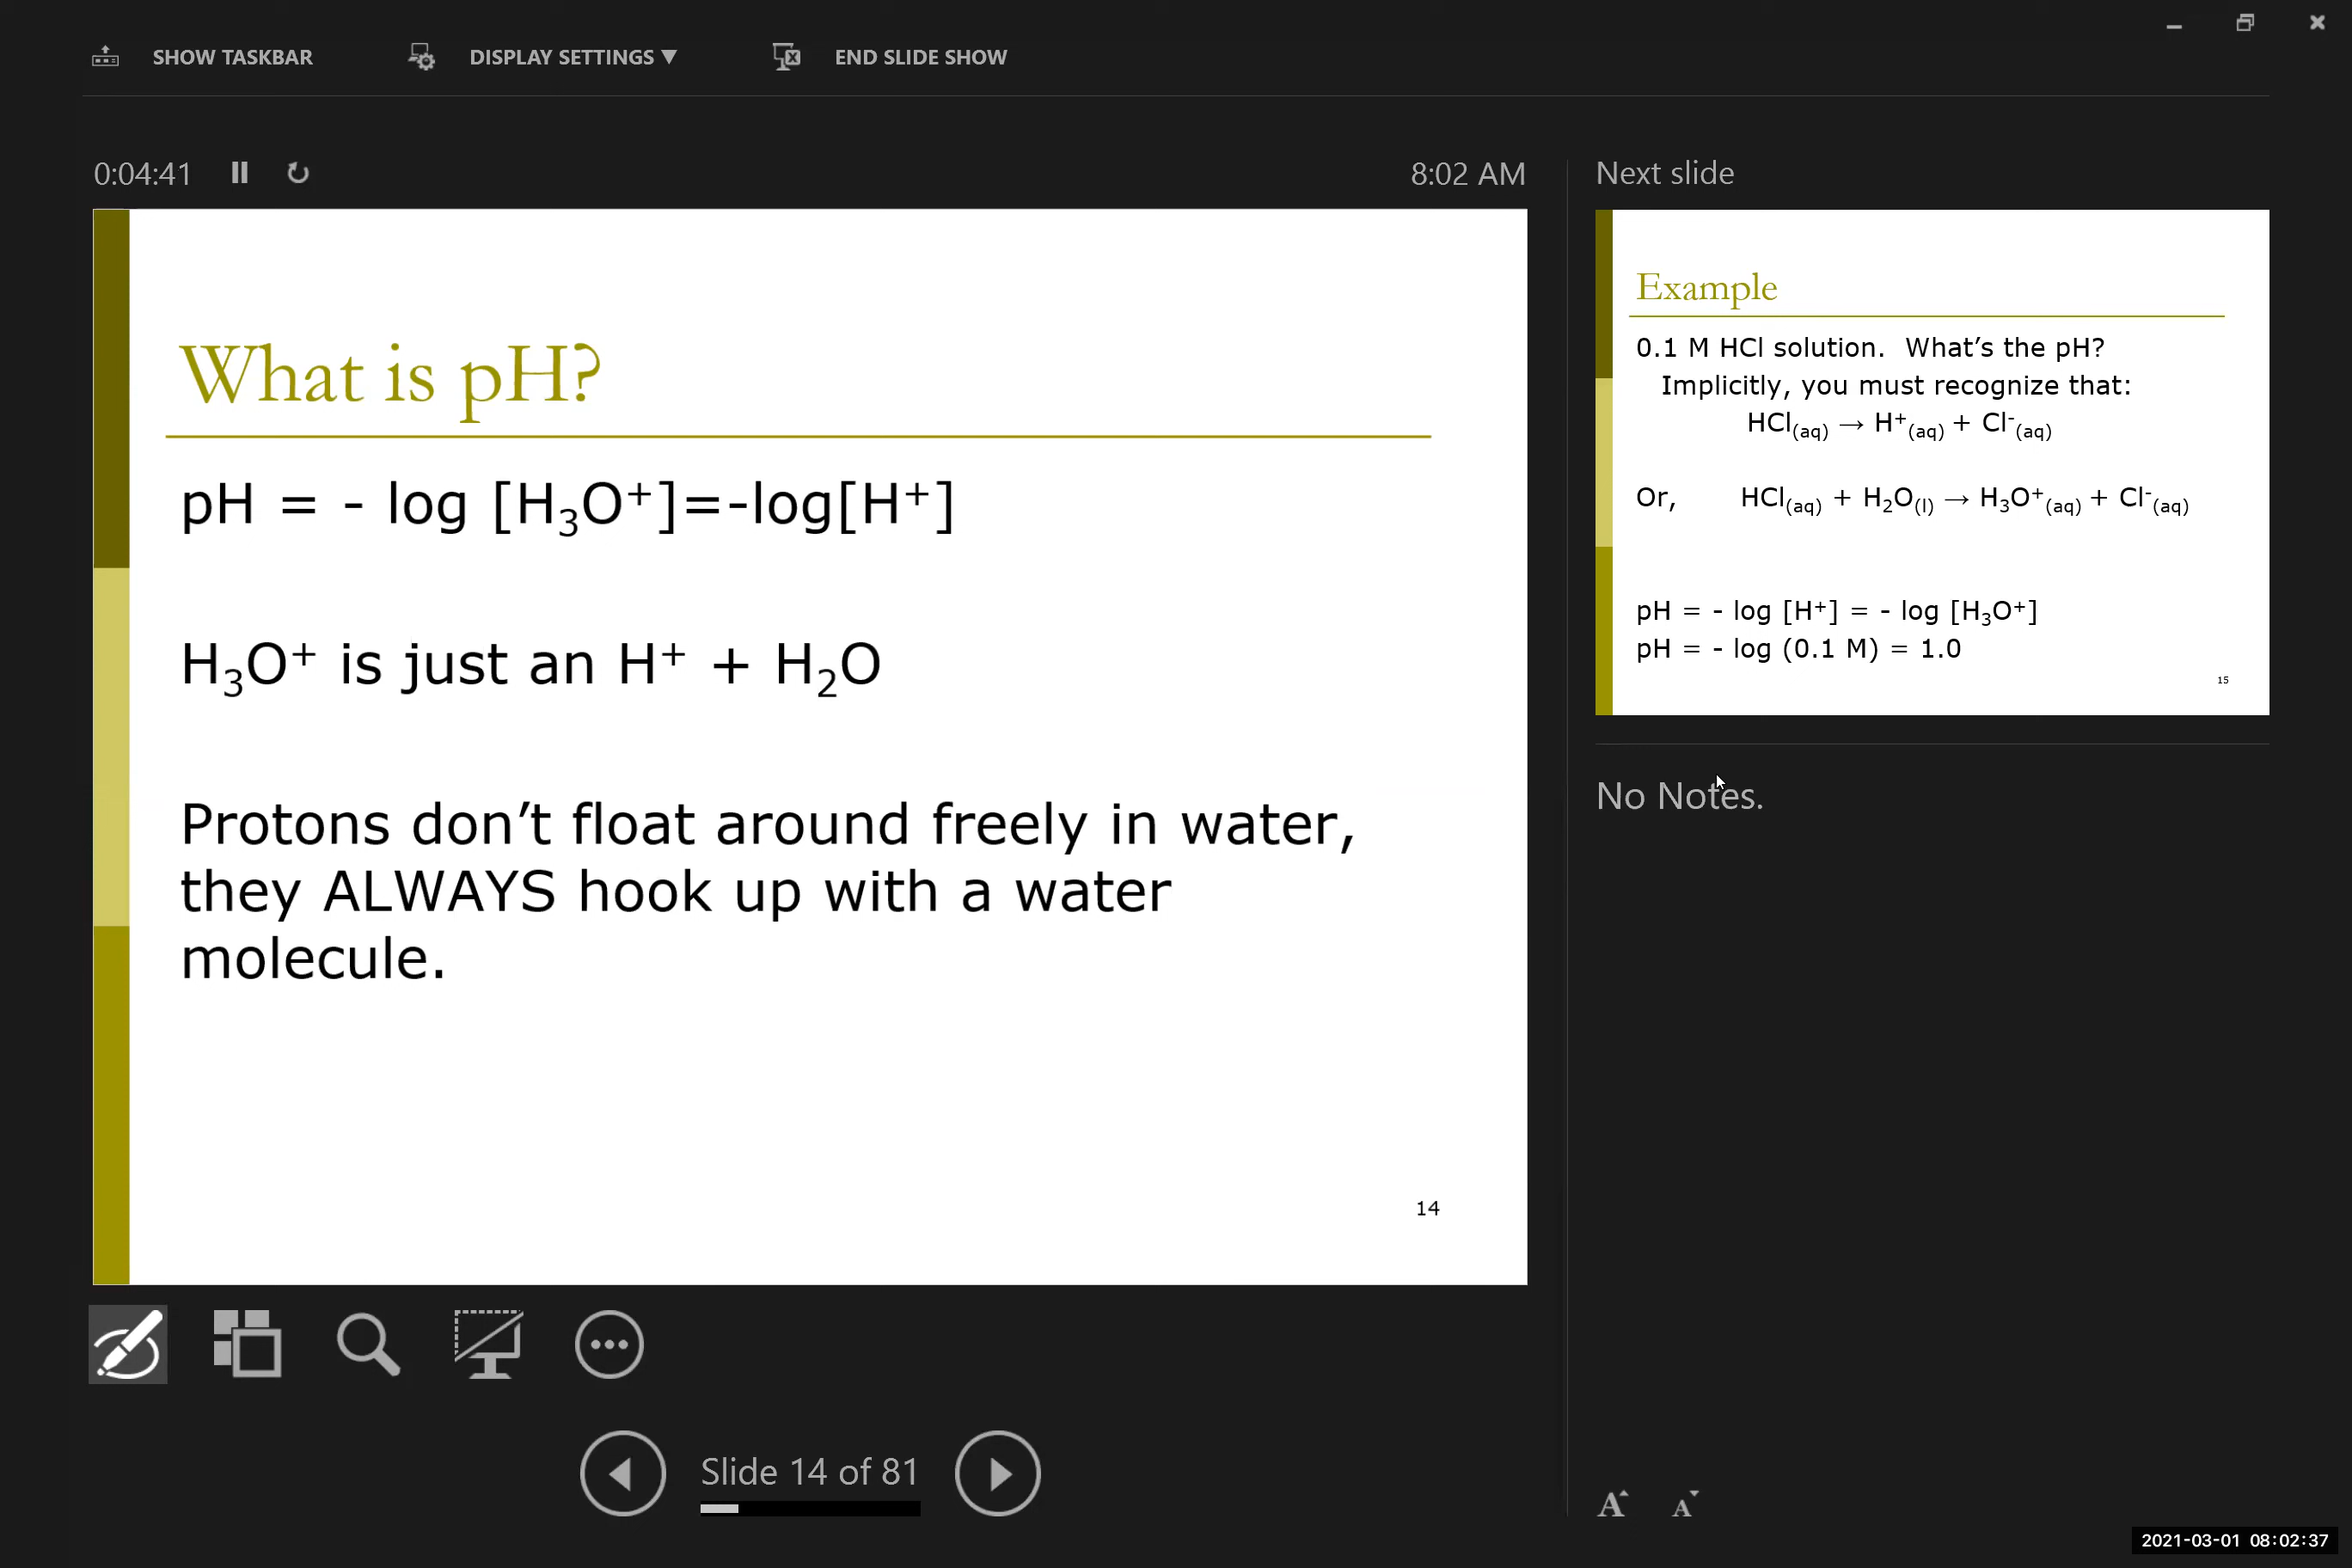 SHOW TASKBAR
DISPLAY SETTINGS ▼
END SLIDE SHOW
0:04:41
8:02 AM
What is pH?
pH = - log [H₃O⁺]=-log[H⁺]
H₃O⁺ is just an H⁺ + H₂O
Protons don’t float around freely in water,
they ALWAYS hook up with a water
molecule.
14
Slide 14 of 81
Next slide
Example
0.1 M HCl solution. What’s the pH?
Implicitly, you must recognize that:
HCl(aq) → H⁺(aq) + Cl⁻(aq)
Or, HCl(aq) + H₂O(l) → H₃O⁺(aq) + Cl⁻(aq)
pH = - log [H⁺] = - log [H₃O⁺]
pH = - log (0.1 M) = 1.0
15
No Notes.
A A
2021-03-01 08:02:37